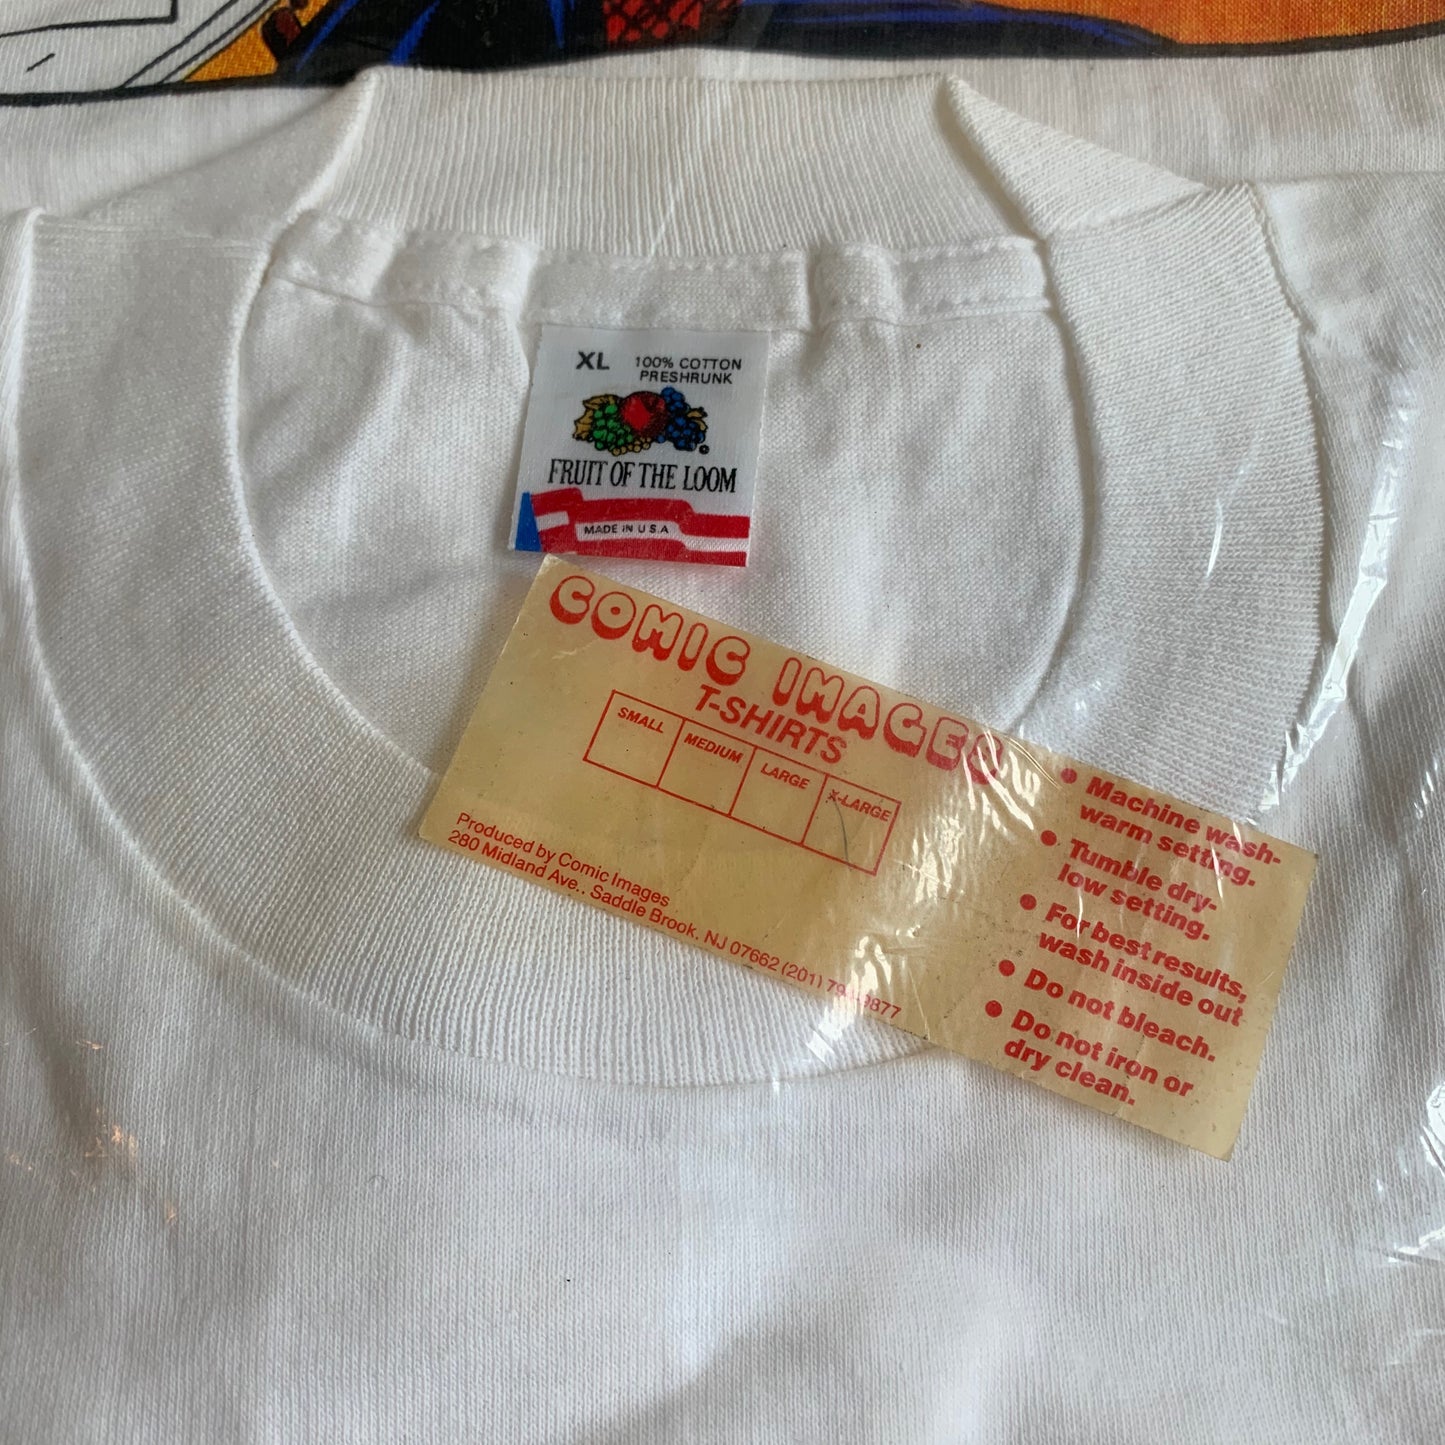 XL
100% COTTON
PRESHRUNK
FRUIT OF THE LOOM
MADE IN U S A
COMIC IMAGES
T-SHIRTS
SMALL MEDIUM LARGE X-LARGE
Produced by Comic Images
280 Midland Ave., Saddle Brook, NJ 07662 (201)
• Machine wash-
warm setting.
• Tumble dry-
low setting.
• For best results,
wash inside out
• Do not bleach.
• Do not iron or
dry clean.